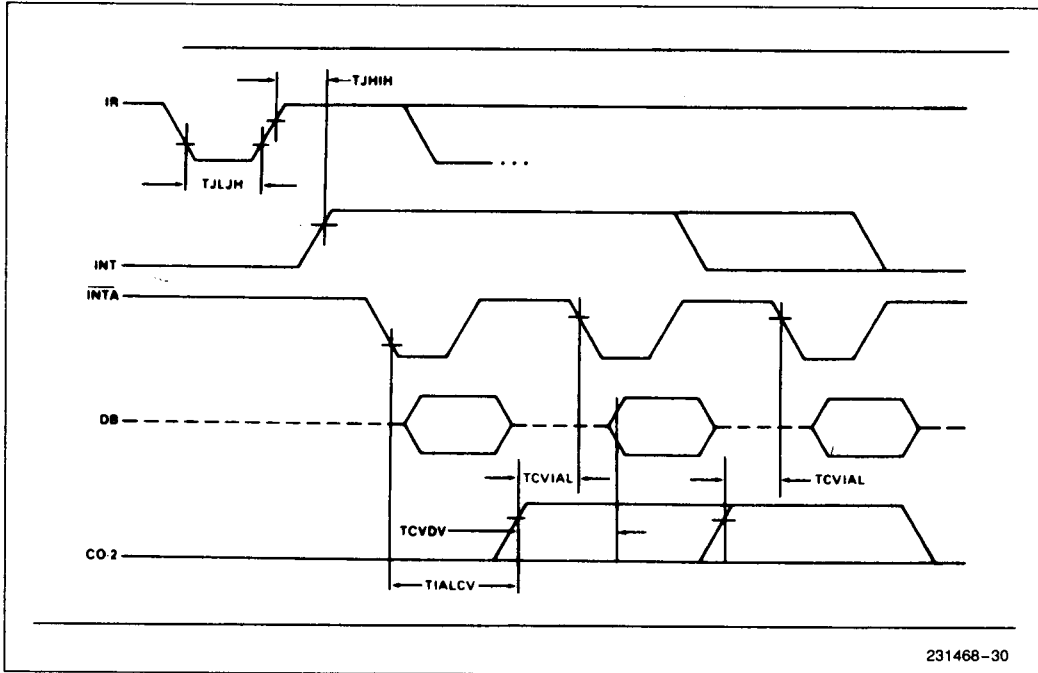 TJHIH
IR
TJLJH
...
INT
INTA
DB
TCVIAL
TCVIAL
TCVDV
CO-2
TIALCV
231468-30